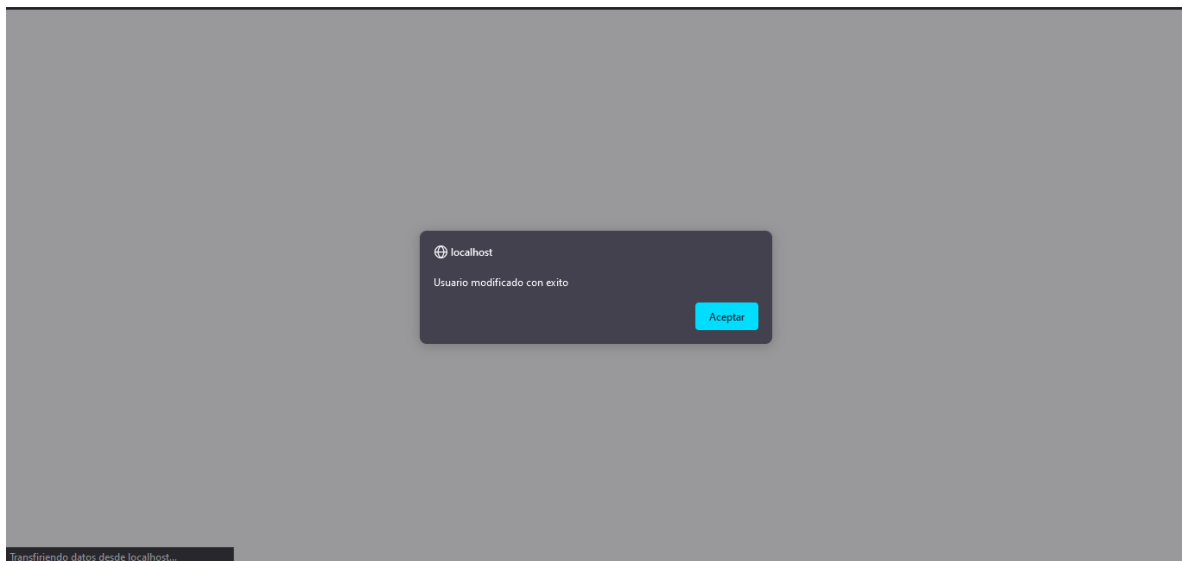 localhost
Usuario modificado con exito
Aceptar
Transfiriendo datos desde localhost...